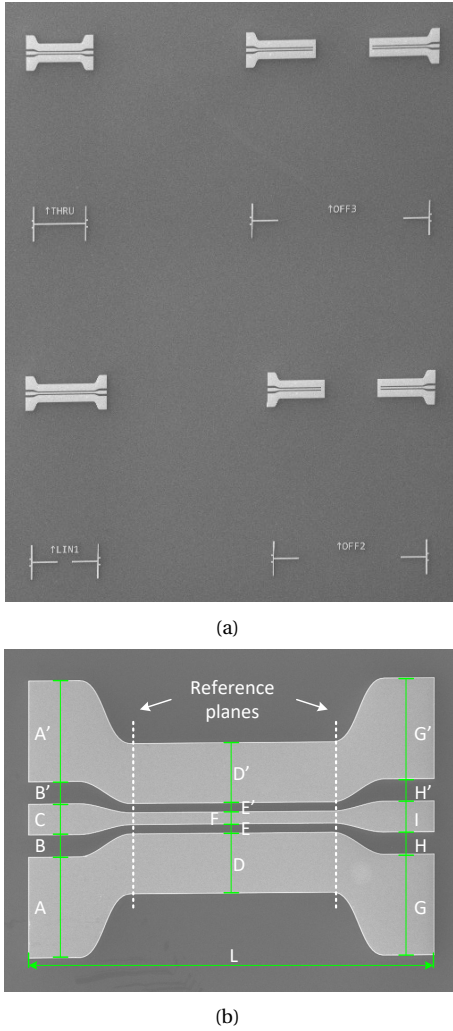 ↑THRU
↑OFF3
↑LIN1
↑OFF2
(a)
Reference
planes
A' G'
D'
B' E' H'
C F I
B E H
D
A G
L
(b)